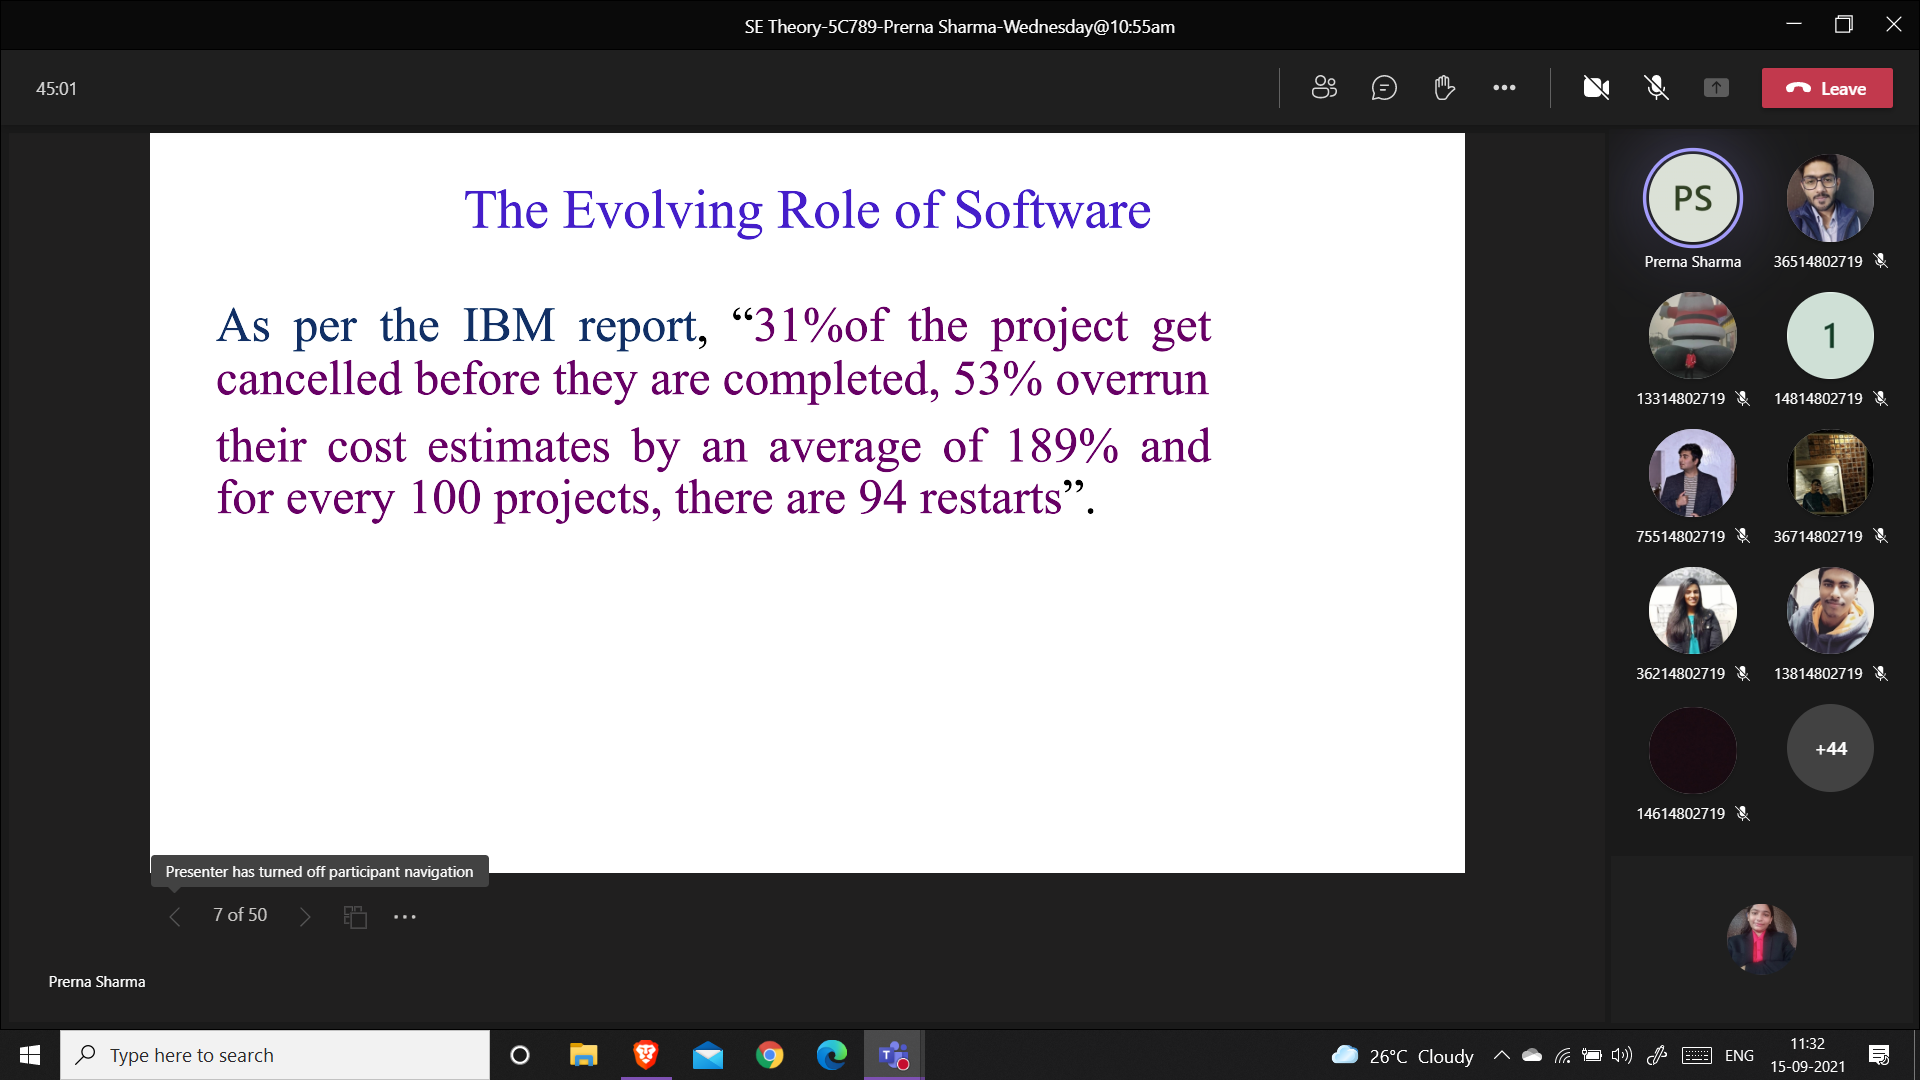 SE Theory-5C789-Prerna Sharma-Wednesday@10:55am
45:01
Leave
The Evolving Role of Software
As per the IBM report, “31%of the project get
cancelled before they are completed, 53% overrun
their cost estimates by an average of 189% and
for every 100 projects, there are 94 restarts”.
PS
Prerna Sharma
36514802719
13314802719
1
14814802719
75514802719
36714802719
36214802719
13814802719
14614802719
+44
Presenter has turned off participant navigation
7 of 50
Prerna Sharma
Type here to search
26°C Cloudy
ENG
11:32
15-09-2021